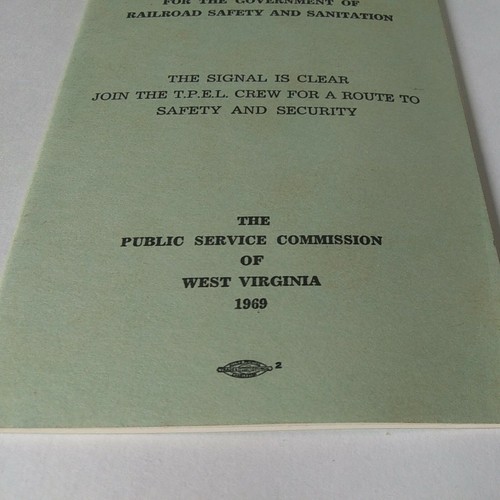 FOR THE GOVERNMENT OF
RAILROAD SAFETY AND SANITATION
THE SIGNAL IS CLEAR
JOIN THE T.P.E.L. CREW FOR A ROUTE TO
SAFETY AND SECURITY
THE
PUBLIC SERVICE COMMISSION
OF
WEST VIRGINIA
1969
2